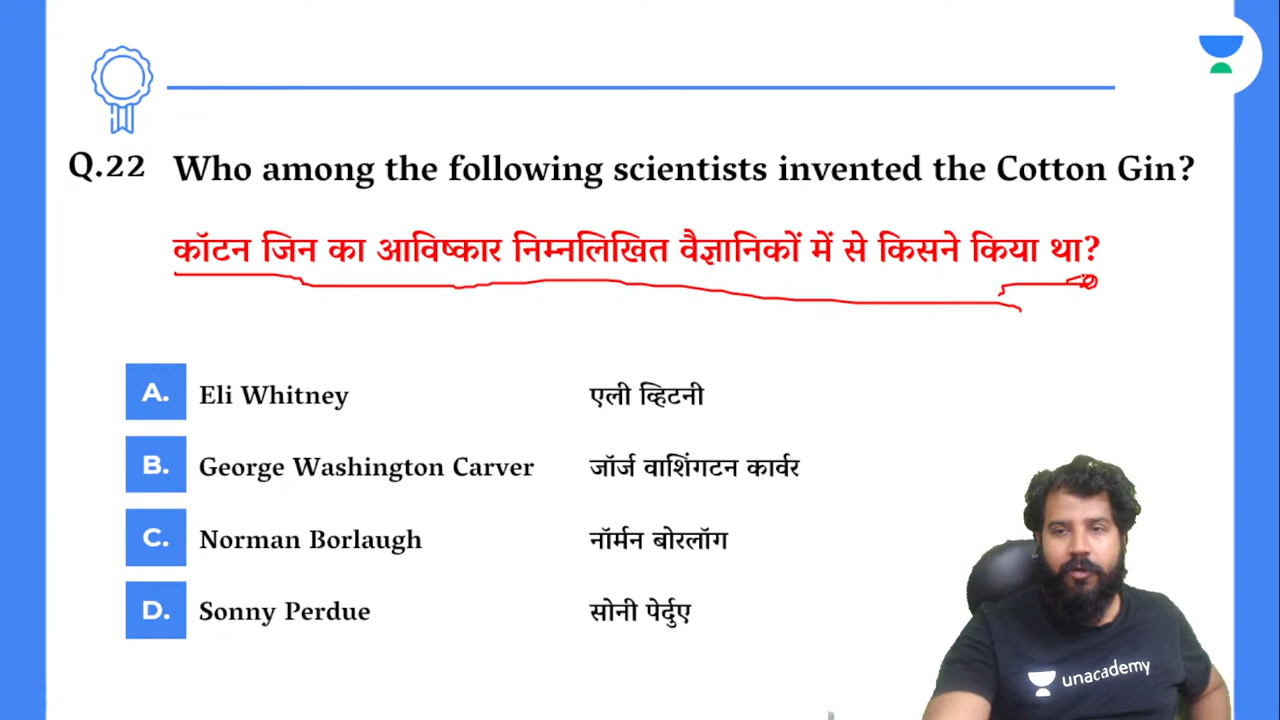 Q.22 Who among the following scientists invented the Cotton Gin?
कॉटन जिन का आविष्कार निम्नलिखित वैज्ञानिकों में से किसने किया था?
A. Eli Whitney एली व्हिटनी
B. George Washington Carver जॉर्ज वाशिंगटन कार्वर
C. Norman Borlaugh नॉर्मन बोरलॉग
D. Sonny Perdue सोनी पेर्दुए
unacademy